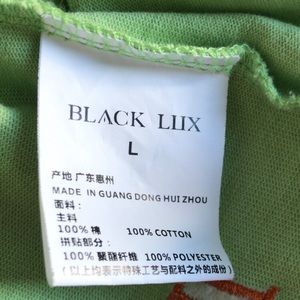 BLACK LUX
L
产地:广东惠州
MADE IN GUANG DONG HUI ZHOU
面料:
主料
100% 棉 100% COTTON
拼贴部分:
100% 聚酯纤维 100% POLYESTER
(以上均表示特殊工艺与配料之外的成份)